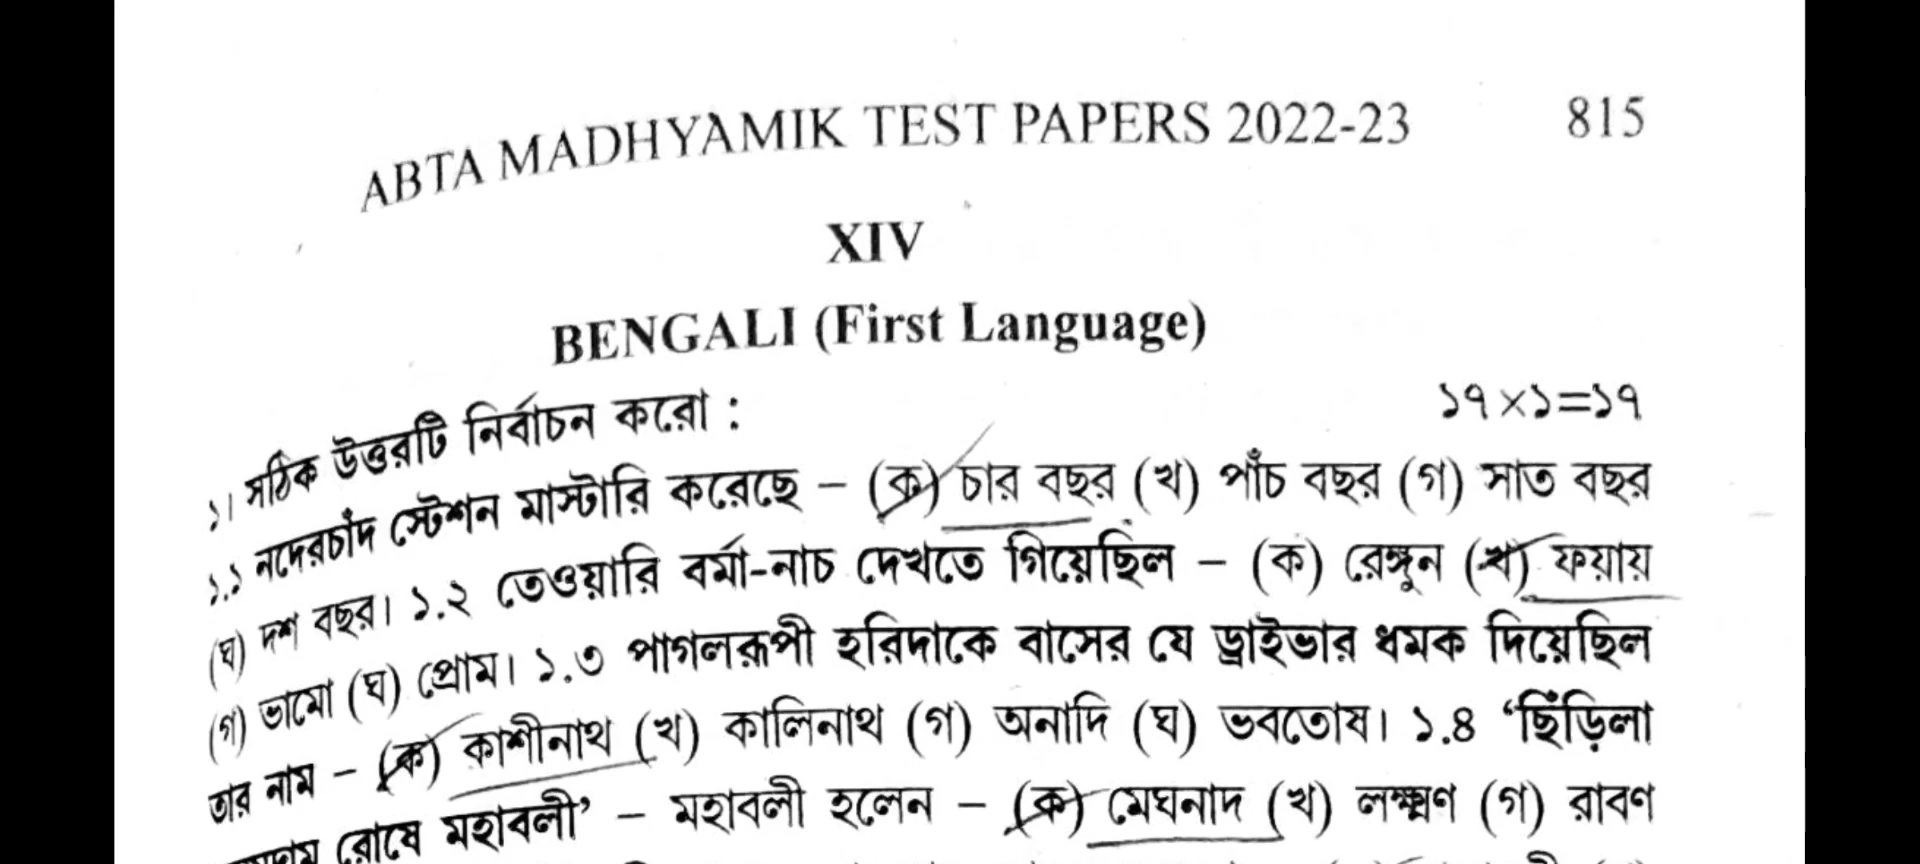 ABTA MADHYAMIK TEST PAPERS 2022-23 815
XIV
BENGALI (First Language)
১। সঠিক উত্তরটি নির্বাচন করো : ১৭×১=১৭
১.১ নদেরচাঁদ স্টেশন মাস্টারি করেছে – (ক) চার বছর (খ) পাঁচ বছর (গ) সাত বছর
(ঘ) দশ বছর। ১.২ তেওয়ারি বর্মা-নাচ দেখতে গিয়েছিল – (ক) রেঙ্গুন (খ) ফয়ায়
(গ) ভামো (ঘ) প্রোম। ১.৩ পাগলরূপী হরিদাকে বাসের যে ড্রাইভার ধমক দিয়েছিল
তার নাম – (ক) কাশীনাথ (খ) কালিনাথ (গ) অনাদি (ঘ) ভবতোষ। ১.৪ ‘ছিঁড়িলা
রোষে মহাবলী’ – মহাবলী হলেন – (ক) মেঘনাদ (খ) লক্ষ্মণ (গ) রাবণ